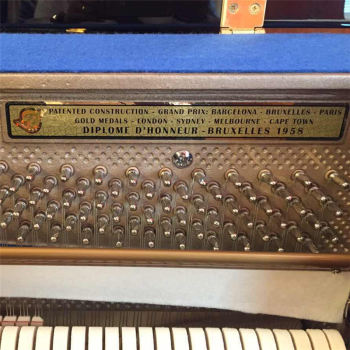 PATENTED CONSTRUCTION - GRAND PRIX: BARCELONA - BRUXELLES - PARIS
GOLD MEDALS - LONDON - SYDNEY - MELBOURNE - CAPE TOWN
DIPLOME D'HONNEUR - BRUXELLES 1958